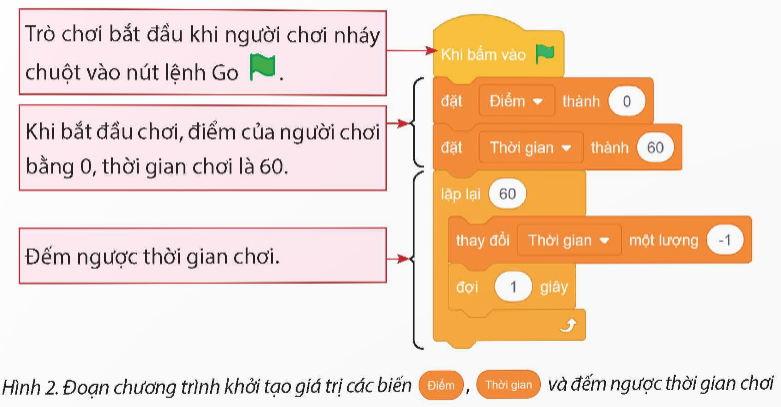 Trò chơi bắt đầu khi người chơi nháy
chuột vào nút lệnh Go .
Khi bấm vào
Khi bắt đầu chơi, điểm của người chơi
bằng 0, thời gian chơi là 60.
đặt Điểm thành 0
đặt Thời gian thành 60
Đếm ngược thời gian chơi.
lặp lại 60
thay đổi Thời gian một lượng -1
đợi 1 giây
Hình 2. Đoạn chương trình khởi tạo giá trị các biến Điểm , Thời gian và đếm ngược thời gian chơi